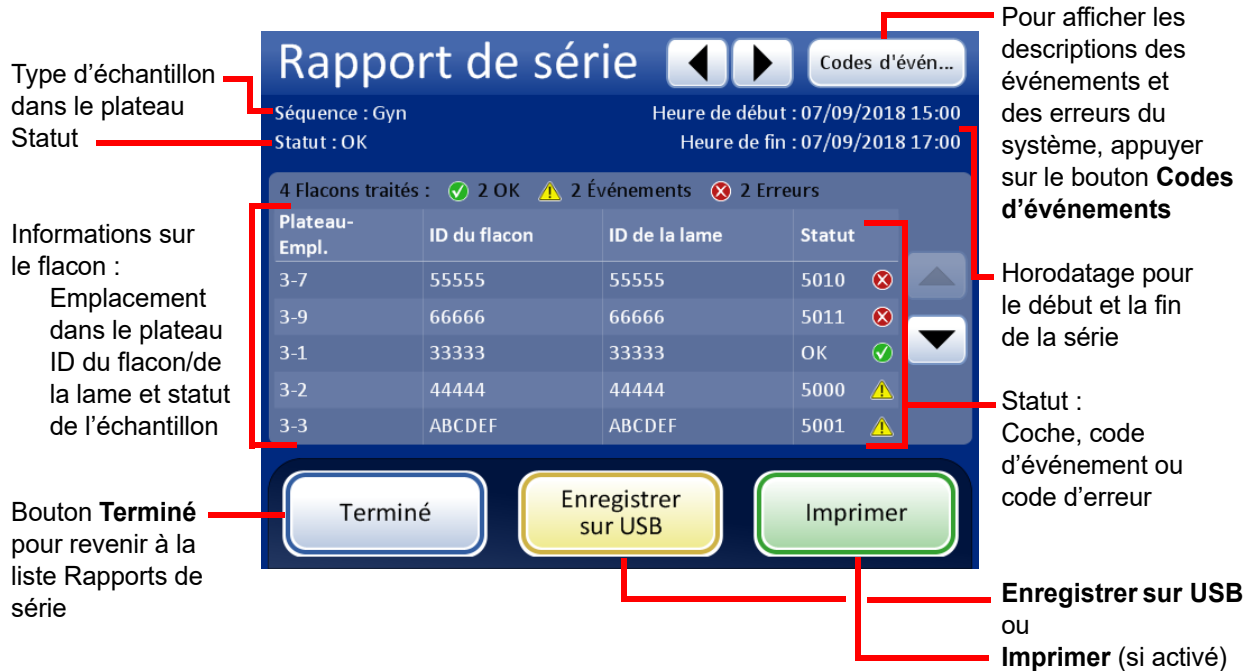 Type d'échantillon
dans le plateau
Statut
Informations sur
le flacon :
Emplacement
dans le plateau
ID du flacon/de
la lame et statut
de l'échantillon
Bouton Terminé
pour revenir à la
liste Rapports de
série
Rapport de série
Codes d'évén...
Séquence : Gyn
Heure de début : 07/09/2018 15:00
Statut : OK
Heure de fin : 07/09/2018 17:00
4 Flacons traités : 2 OK 2 Événements 2 Erreurs
Plateau-
Empl.
ID du flacon
ID de la lame
Statut
3-7 55555 55555 5010
3-9 66666 66666 5011
3-1 33333 33333 OK
3-2 44444 44444 5000
3-3 ABCDEF ABCDEF 5001
Terminé
Enregistrer
sur USB
Imprimer
Pour afficher les
descriptions des
événements et
des erreurs du
système, appuyer
sur le bouton Codes
d'événements
Horodatage pour
le début et la fin
de la série
Statut :
Coche, code
d'événement ou
code d'erreur
Enregistrer sur USB
ou
Imprimer (si activé)